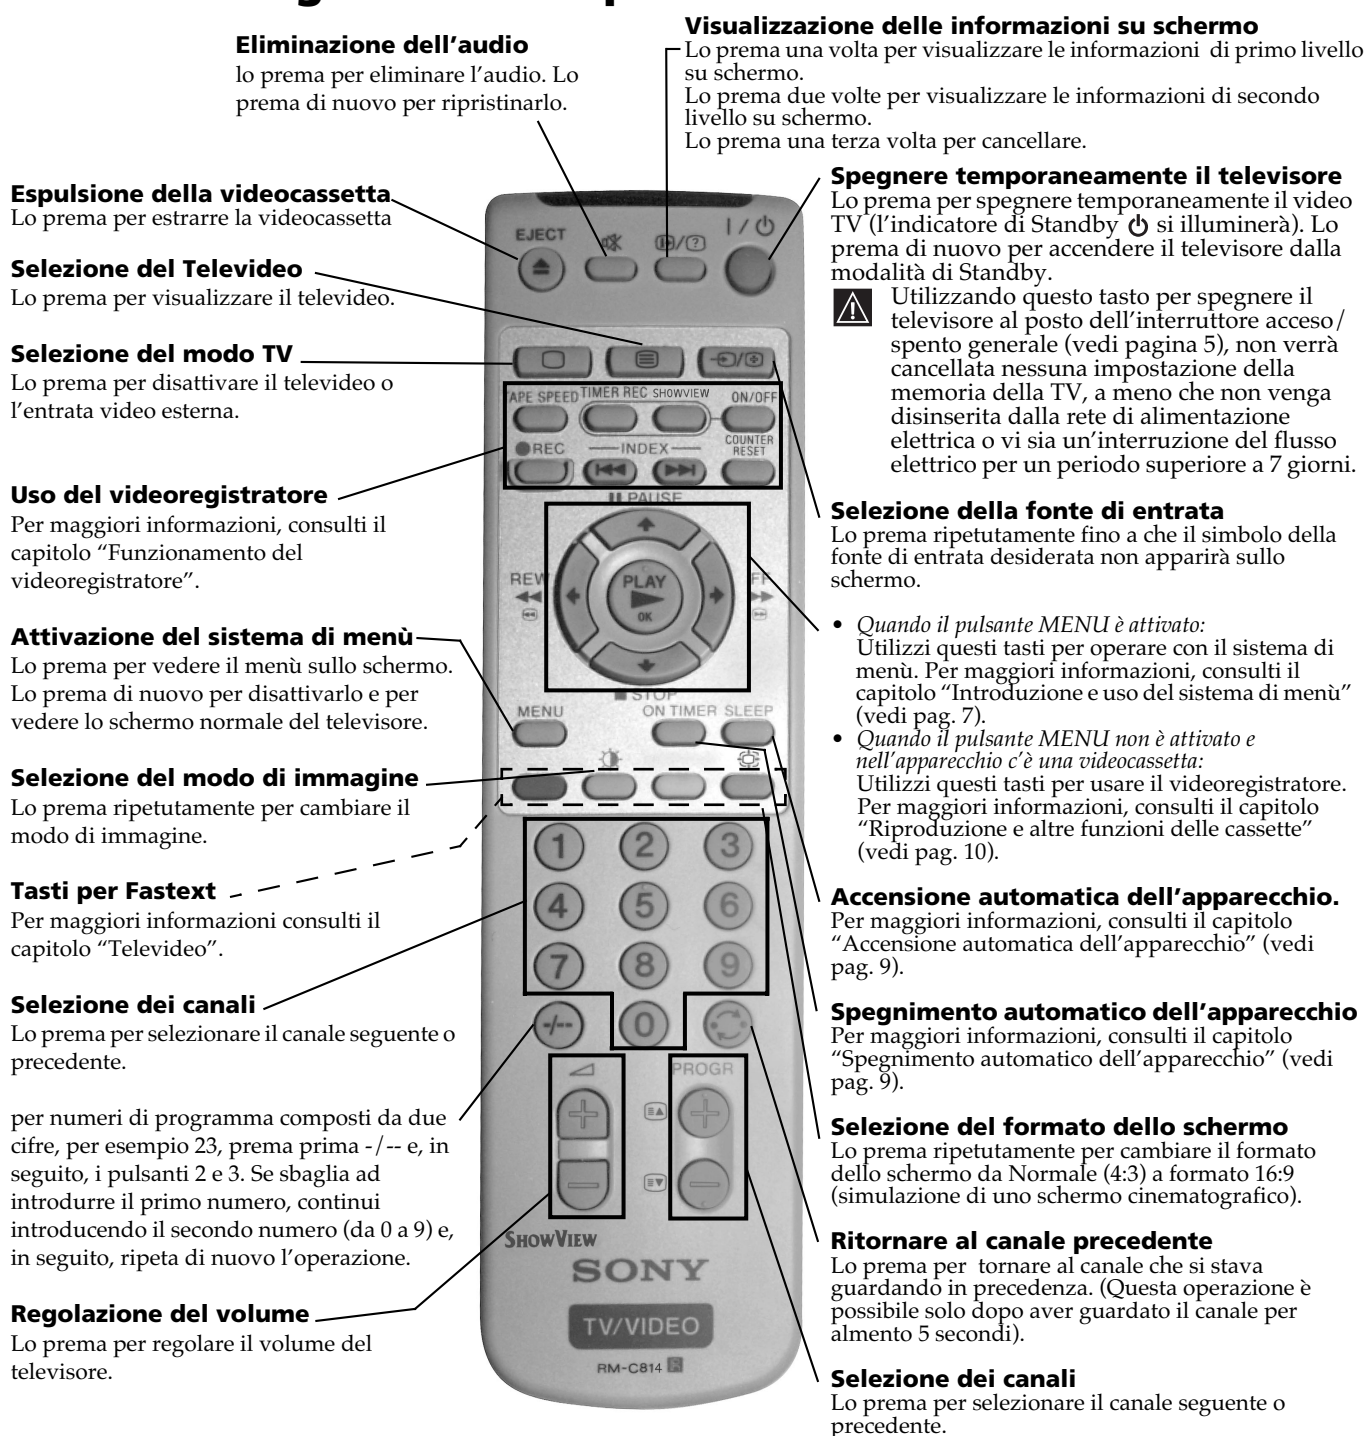 Eliminazione dell'audio
lo prema per eliminare l'audio. Lo
prema di nuovo per ripristinarlo.
Visualizzazione delle informazioni su schermo
Lo prema una volta per visualizzare le informazioni di primo livello
su schermo.
Lo prema due volte per visualizzare le informazioni di secondo
livello su schermo.
Lo prema una terza volta per cancellare.
Espulsione della videocassetta
Lo prema per estrarre la videocassetta
Selezione del Televideo
Lo prema per visualizzare il televideo.
Selezione del modo TV
Lo prema per disattivare il televideo o
l'entrata video esterna.
Uso del videoregistratore
Per maggiori informazioni, consulti il
capitolo “Funzionamento del
videoregistratore”.
Attivazione del sistema di menù
Lo prema per vedere il menù sullo schermo.
Lo prema di nuovo per disattivarlo e per
vedere lo schermo normale del televisore.
Selezione del modo di immagine
Lo prema ripetutamente per cambiare il
modo di immagine.
Tasti per Fastext
Per maggiori informazioni consulti il
capitolo “Televideo”.
Selezione dei canali
Lo prema per selezionare il canale seguente o
precedente.
per numeri di programma composti da due
cifre, per esempio 23, prema prima -/-- e, in
seguito, i pulsanti 2 e 3. Se sbaglia ad
introdurre il primo numero, continui
introducendo il secondo numero (da 0 a 9) e,
in seguito, ripeta di nuovo l'operazione.
Regolazione del volume
Lo prema per regolare il volume del
televisore.
EJECT
I / ⏻
/?
TAPE SPEED TIMER REC SHOWVIEW ON/OFF
●REC INDEX COUNTER
RESET
PAUSE
REW PLAY FF
OK
■ STOP
MENU ON TIMER SLEEP
1 2 3
4 5 6
7 8 9
-/-- 0
PROGR
SHOWVIEW
SONY
TV/VIDEO
RM-C814
Spegnere temporaneamente il televisore
Lo prema per spegnere temporaneamente il video
TV (l'indicatore di Standby ⏻ si illuminerà). Lo
prema di nuovo per accendere il televisore dalla
modalità di Standby.
Utilizzando questo tasto per spegnere il
televisore al posto dell'interruttore acceso/
spento generale (vedi pagina 5), non verrà
cancellata nessuna impostazione della
memoria della TV, a meno che non venga
disinserita dalla rete di alimentazione
elettrica o vi sia un'interruzione del flusso
elettrico per un periodo superiore a 7 giorni.
Selezione della fonte di entrata
Lo prema ripetutamente fino a che il simbolo della
fonte di entrata desiderata non apparirà sullo
schermo.
• Quando il pulsante MENU è attivato:
Utilizzi questi tasti per operare con il sistema di
menù. Per maggiori informazioni, consulti il
capitolo “Introduzione e uso del sistema di menù”
(vedi pag. 7).
• Quando il pulsante MENU non è attivato e
nell'apparecchio c'è una videocassetta:
Utilizzi questi tasti per usare il videoregistratore.
Per maggiori informazioni, consulti il capitolo
“Riproduzione e altre funzioni delle cassette”
(vedi pag. 10).
Accensione automatica dell'apparecchio.
Per maggiori informazioni, consulti il capitolo
“Accensione automatica dell'apparecchio” (vedi
pag. 9).
Spegnimento automatico dell'apparecchio
Per maggiori informazioni, consulti il capitolo
“Spegnimento automatico dell'apparecchio” (vedi
pag. 9).
Selezione del formato dello schermo
Lo prema ripetutamente per cambiare il formato
dello schermo da Normale (4:3) a formato 16:9
(simulazione di uno schermo cinematografico).
Ritornare al canale precedente
Lo prema per tornare al canale che si stava
guardando in precedenza. (Questa operazione è
possibile solo dopo aver guardato il canale per
almento 5 secondi).
Selezione dei canali
Lo prema per selezionare il canale seguente o
precedente.